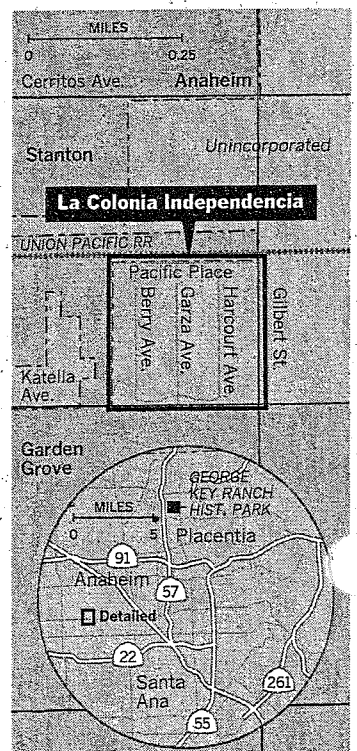 MILES
0 0.25
Cerritos Ave. Anaheim
Stanton
Unincorporated
La Colonia Independencia
UNION PACIFIC RR
Pacific Place
Berry Ave.
Garza Ave.
Harcourt Ave.
Gilbert St.
Katella
Ave.
Garden
Grove
GEORGE
KEY RANCH
HIST. PARK
MILES
0 5
Placentia
91
Anaheim
57
Detailed
22
Santa
Ana
261
55